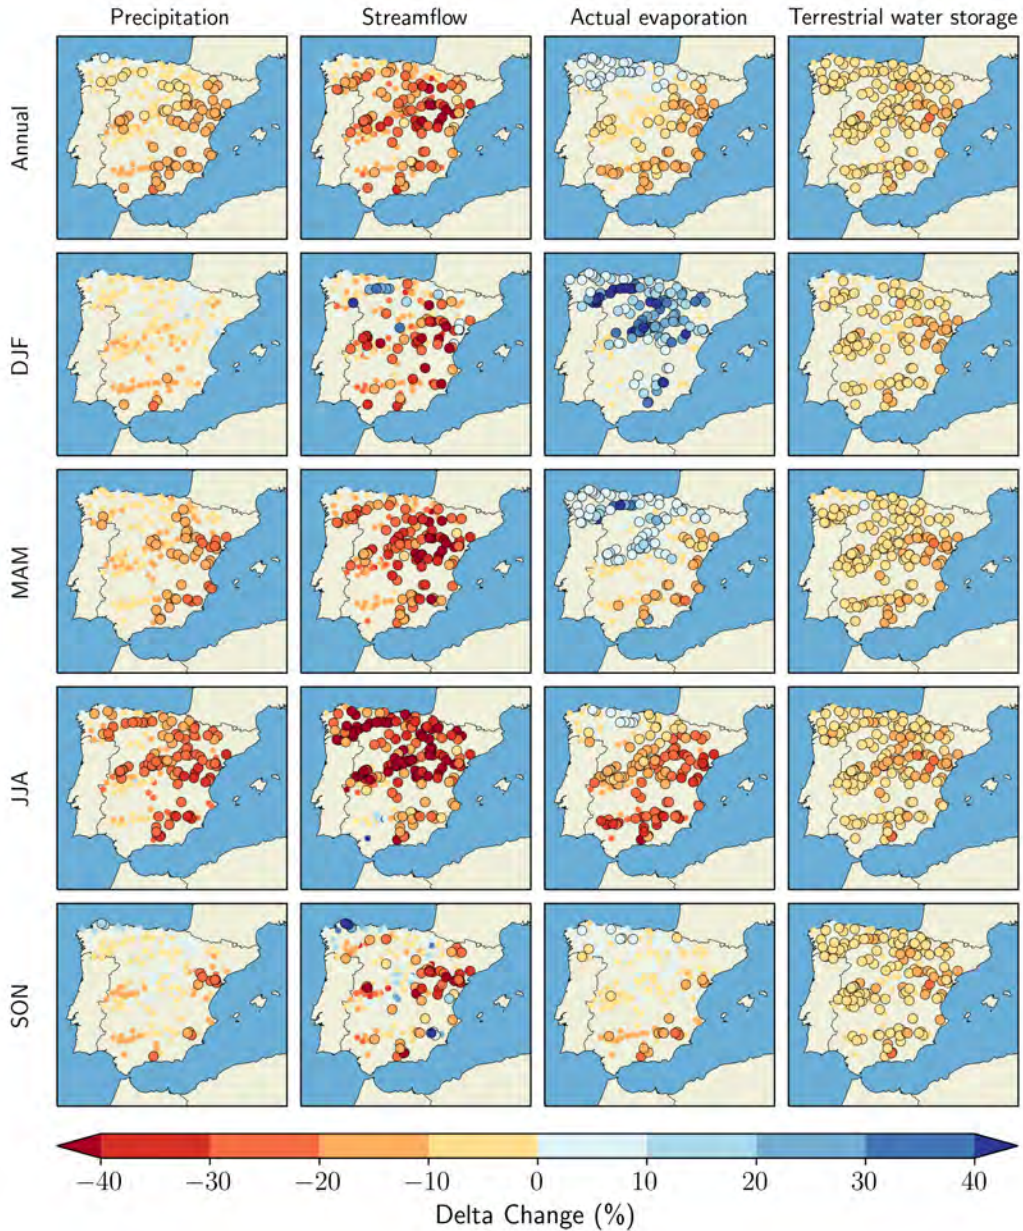 Precipitation Streamflow Actual evaporation Terrestrial water storage
Annual
DJF
MAM
JJA
SON
−40 −30 −20 −10 0 10 20 30 40
Delta Change (%)